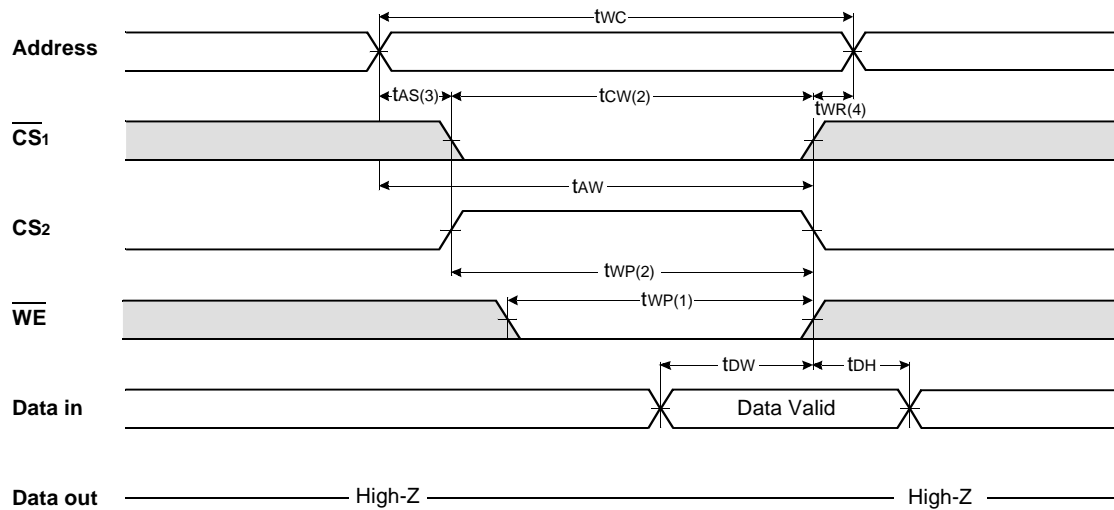 tWC
Address
tAS(3)
tCW(2)
tWR(4)
CS1
tAW
CS2
tWP(2)
tWP(1)
WE
tDW
tDH
Data in
Data Valid
Data out
High-Z
High-Z